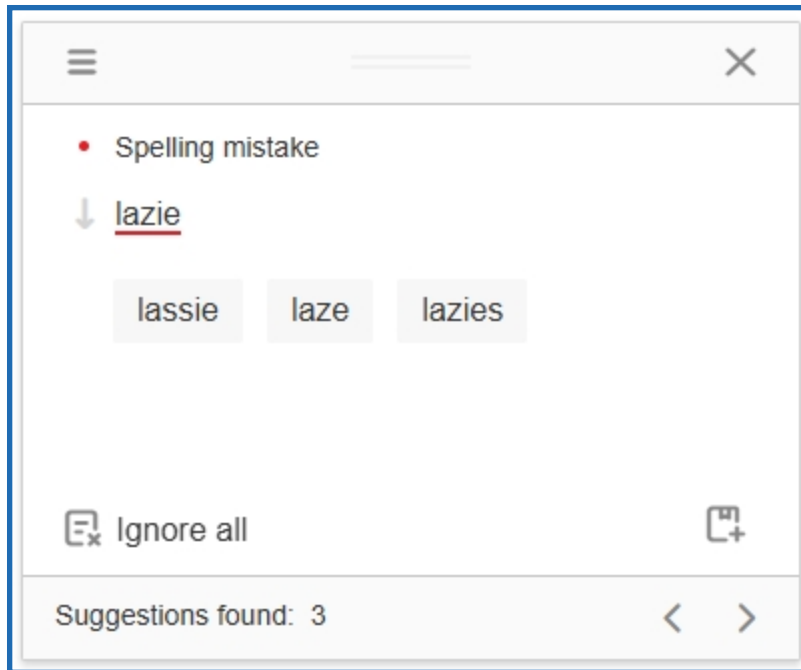 Spelling mistake
lazie
lassie laze lazies
Ignore all
Suggestions found: 3